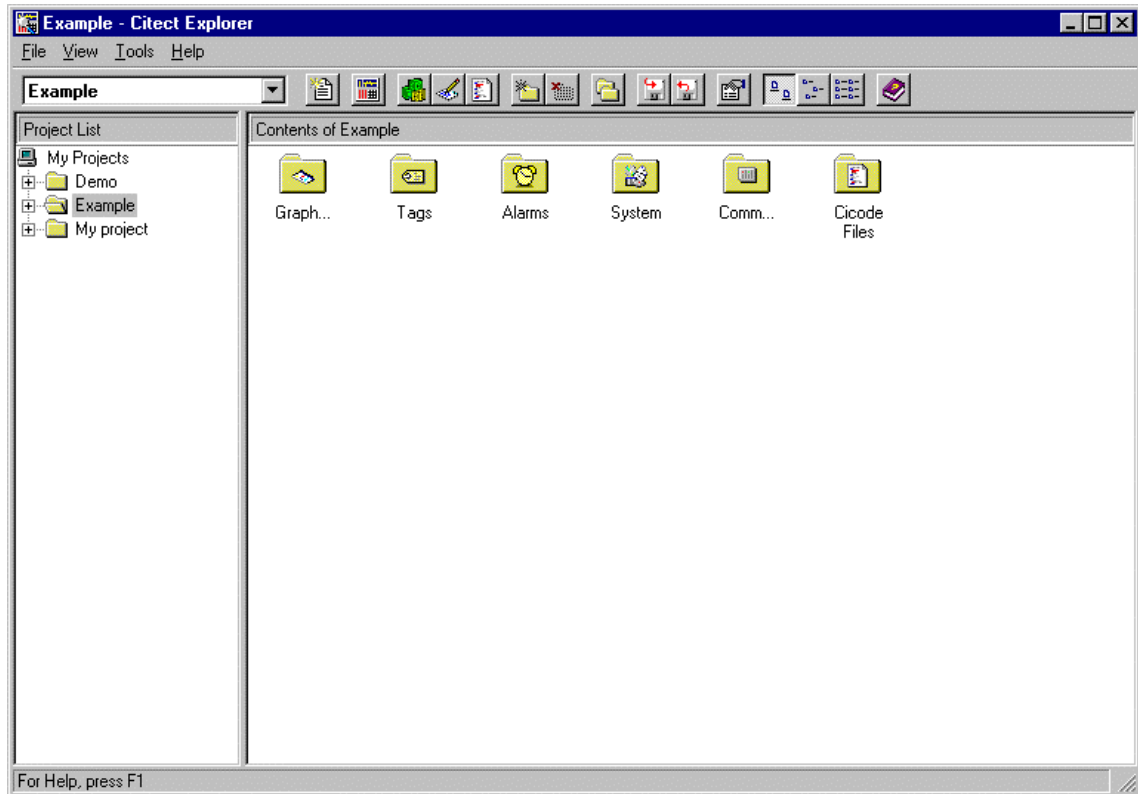 Example - Citect Explorer
File View Tools Help
Example
Project List
Contents of Example
My Projects
Demo
Example
My project
Graph...
Tags
Alarms
System
Comm...
Cicode
Files
For Help, press F1